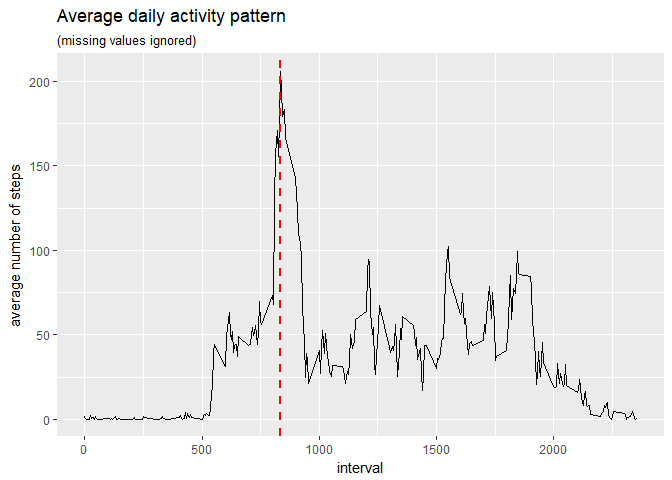 Average daily activity pattern
(missing values ignored)
200
150
100
50
0
average number of steps
0 500 1000 1500 2000
interval